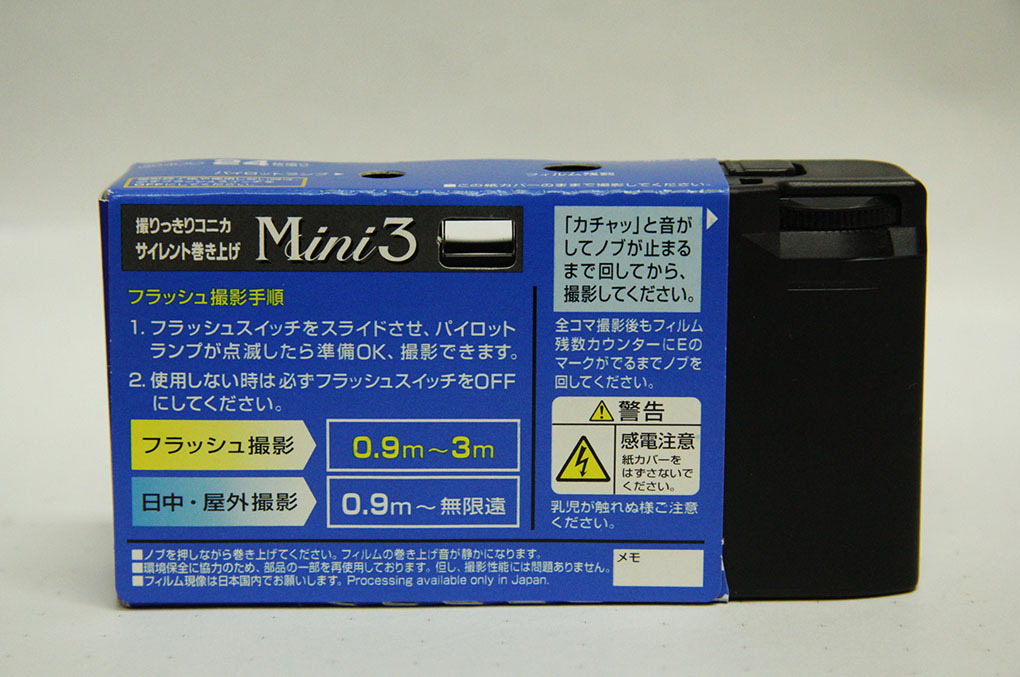 24
撮りっきりコニカ
サイレント巻き上げ
Mini3
フラッシュ撮影手順
1. フラッシュスイッチをスライドさせ、パイロット
ランプが点滅したら準備OK、撮影できます。
2. 使用しない時は必ずフラッシュスイッチをOFF
にしてください。
フラッシュ撮影
0.9m～3m
日中・屋外撮影
0.9m～無限遠
「カチャッ」と音が
してノブが止まる
まで回してから、
撮影してください。
全コマ撮影後もフィルム
残数カウンターにEの
マークがでるまでノブを
回してください。
警告
感電注意
紙カバーを
はずさないで
ください。
乳児が触れぬ様ご注意
ください。
■ノブを押しながら巻き上げてください。フィルムの巻き上げ音が静かになります。
■環境保全に協力のため、部品の一部を再使用しております。但し、撮影性能には問題ありません。
■フィルム現像は日本国内でお願いします。Processing available only in Japan.
メモ